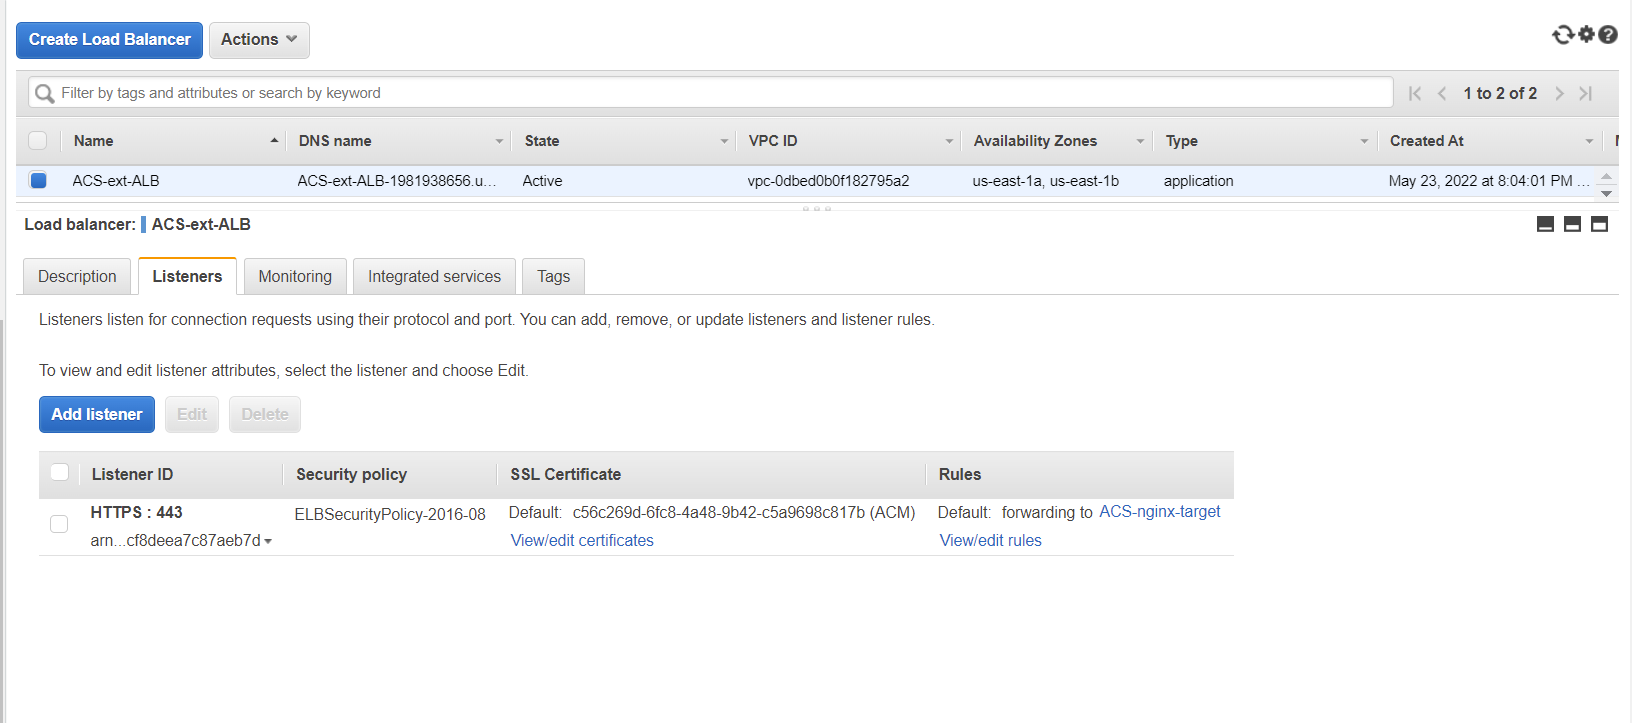 Create Load Balancer Actions
Filter by tags and attributes or search by keyword 1 to 2 of 2
Name DNS name State VPC ID Availability Zones Type Created At
ACS-ext-ALB ACS-ext-ALB-1981938656.u... Active vpc-0dbed0b0f182795a2 us-east-1a, us-east-1b application May 23, 2022 at 8:04:01 PM ...
Load balancer: ACS-ext-ALB
Description Listeners Monitoring Integrated services Tags
Listeners listen for connection requests using their protocol and port. You can add, remove, or update listeners and listener rules.
To view and edit listener attributes, select the listener and choose Edit.
Add listener Edit Delete
Listener ID Security policy SSL Certificate Rules
HTTPS : 443 ELBSecurityPolicy-2016-08 Default: c56c269d-6fc8-4a48-9b42-c5a9698c817b (ACM) Default: forwarding to ACS-nginx-target
arn...cf8deea7c87aeb7d View/edit certificates View/edit rules